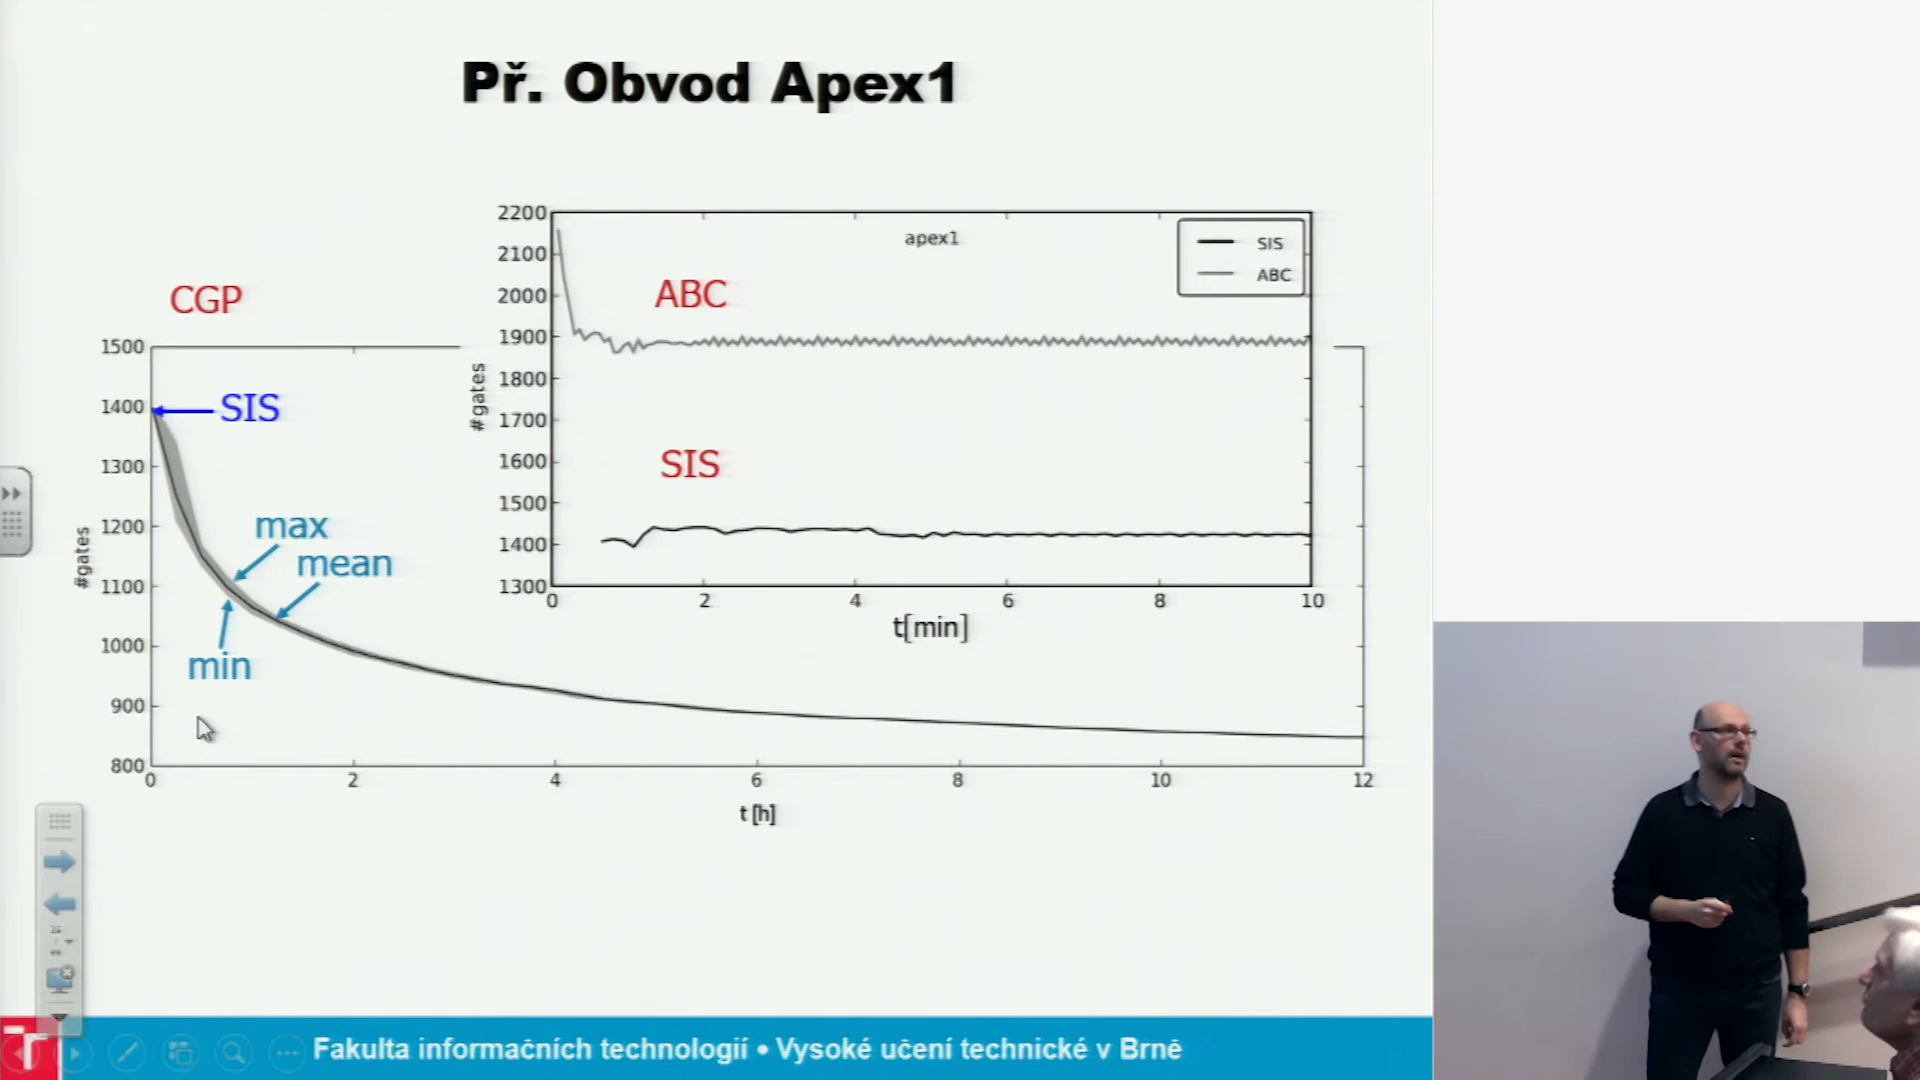 Př. Obvod Apex1
CGP
1500
1400
1300
1200
1100
1000
900
800
#gates
SIS
max
mean
min
0
2
4
6
8
10
12
t [h]
2200
2100
2000
1900
1800
1700
1600
1500
1400
1300
#gates
apex1
SIS
ABC
ABC
SIS
0
2
4
6
8
10
t[min]
Fakulta informačních technologií • Vysoké učení technické v Brně